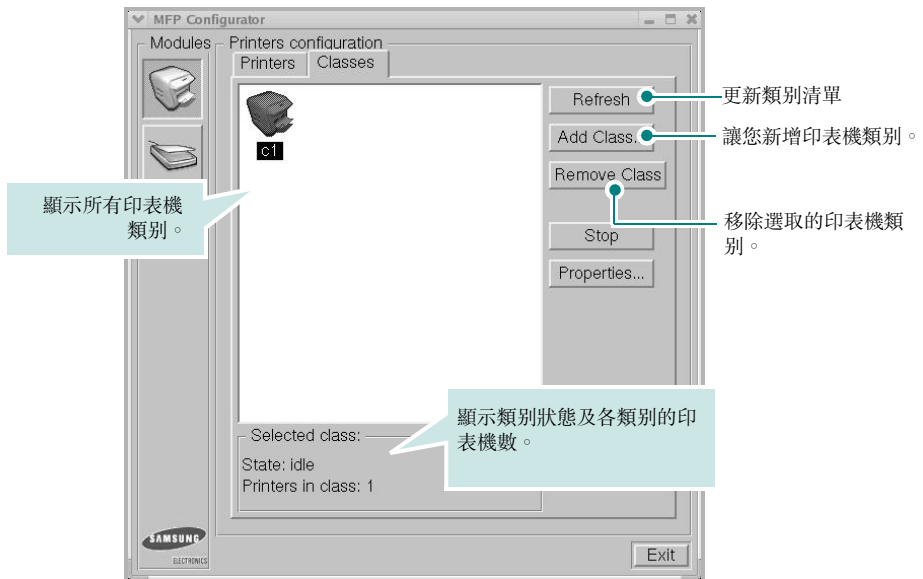 MFP Configurator
Modules
Printers configuration
Printers
Classes
Refresh
更新類別清單
Add Class..
讓您新增印表機類別。
c1
Remove Class
顯示所有印表機
類別。
移除選取的印表機類
別。
Stop
Properties...
顯示類別狀態及各類別的印
表機數。
Selected class:
State: idle
Printers in class: 1
SAMSUNG
ELECTRONICS
Exit